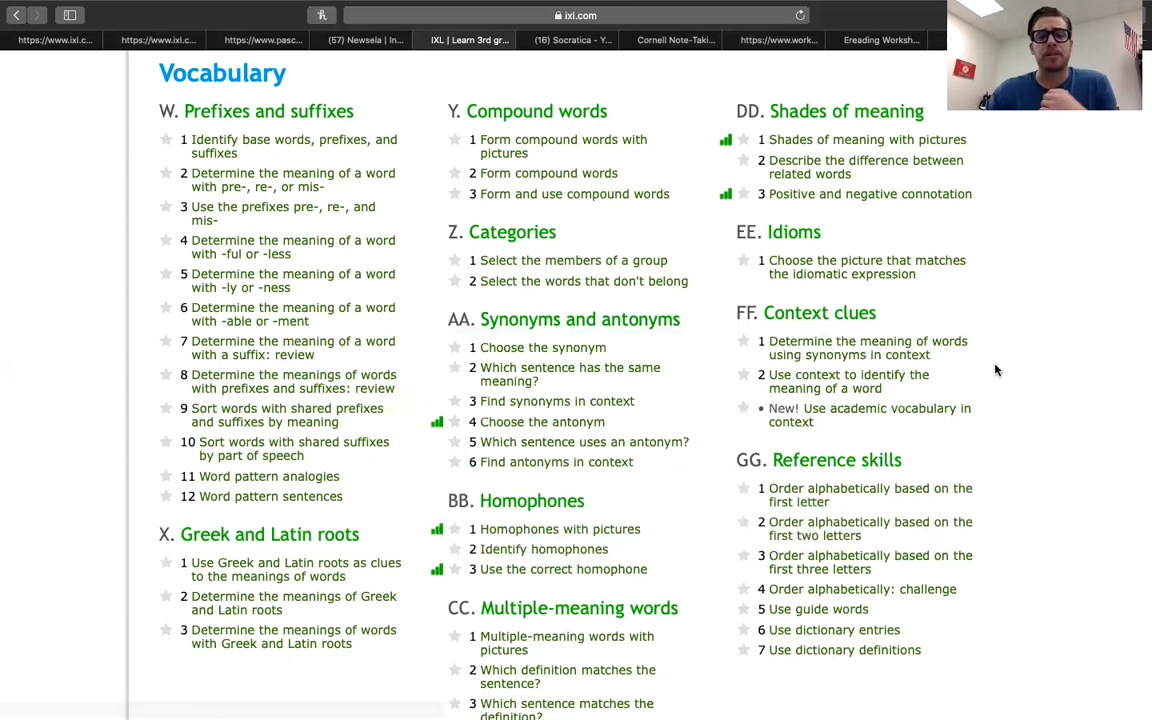 ixl.com
https://www.ixl.c...
https://www.ixl.c...
https://www.pasc...
(57) Newsela | In...
IXL | Learn 3rd gr...
(16) Socratica - Y...
Cornell Note-Taki...
https://www.work...
Ereading Worksh...
Vocabulary
W. Prefixes and suffixes
1 Identify base words, prefixes, and
suffixes
2 Determine the meaning of a word
with pre-, re-, or mis-
3 Use the prefixes pre-, re-, and
mis-
4 Determine the meaning of a word
with -ful or -less
5 Determine the meaning of a word
with -ly or -ness
6 Determine the meaning of a word
with -able or -ment
7 Determine the meaning of a word
with a suffix: review
8 Determine the meanings of words
with prefixes and suffixes: review
9 Sort words with shared prefixes
and suffixes by meaning
10 Sort words with shared suffixes
by part of speech
11 Word pattern analogies
12 Word pattern sentences
X. Greek and Latin roots
1 Use Greek and Latin roots as clues
to the meanings of words
2 Determine the meanings of Greek
and Latin roots
3 Determine the meanings of words
with Greek and Latin roots
Y. Compound words
1 Form compound words with
pictures
2 Form compound words
3 Form and use compound words
Z. Categories
1 Select the members of a group
2 Select the words that don't belong
AA. Synonyms and antonyms
1 Choose the synonym
2 Which sentence has the same
meaning?
3 Find synonyms in context
4 Choose the antonym
5 Which sentence uses an antonym?
6 Find antonyms in context
BB. Homophones
1 Homophones with pictures
2 Identify homophones
3 Use the correct homophone
CC. Multiple-meaning words
1 Multiple-meaning words with
pictures
2 Which definition matches the
sentence?
3 Which sentence matches the
definition?
DD. Shades of meaning
1 Shades of meaning with pictures
2 Describe the difference between
related words
3 Positive and negative connotation
EE. Idioms
1 Choose the picture that matches
the idiomatic expression
FF. Context clues
1 Determine the meaning of words
using synonyms in context
2 Use context to identify the
meaning of a word
• New! Use academic vocabulary in
context
GG. Reference skills
1 Order alphabetically based on the
first letter
2 Order alphabetically based on the
first two letters
3 Order alphabetically based on the
first three letters
4 Order alphabetically: challenge
5 Use guide words
6 Use dictionary entries
7 Use dictionary definitions